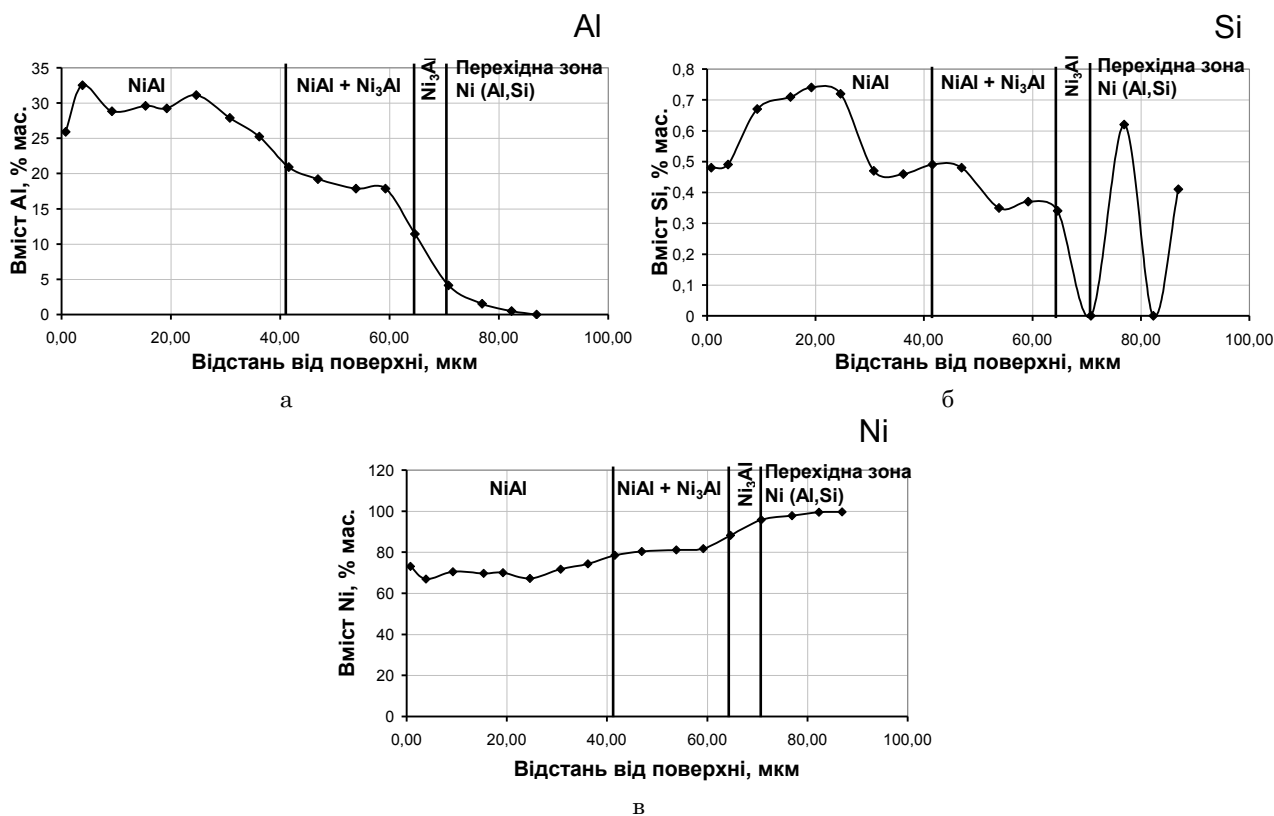 Al
35
30
25
20
15
10
5
0
Вміст Al, % мас.
NiAl
NiAl + Ni₃Al
Ni₃Al
Перехідна зона
Ni (Al,Si)
0,00 20,00 40,00 60,00 80,00 100,00
Відстань від поверхні, мкм
а
Si
0,8
0,7
0,6
0,5
0,4
0,3
0,2
0,1
0
Вміст Si, % мас.
NiAl
NiAl + Ni₃Al
Ni₃Al
Перехідна зона
Ni (Al,Si)
0,00 20,00 40,00 60,00 80,00 100,00
Відстань від поверхні, мкм
б
Ni
120
100
80
60
40
20
0
Вміст Ni, % мас.
NiAl
NiAl + Ni₃Al
Ni₃Al
Перехідна зона
Ni (Al,Si)
0,00 20,00 40,00 60,00 80,00 100,00
Відстань від поверхні, мкм
в